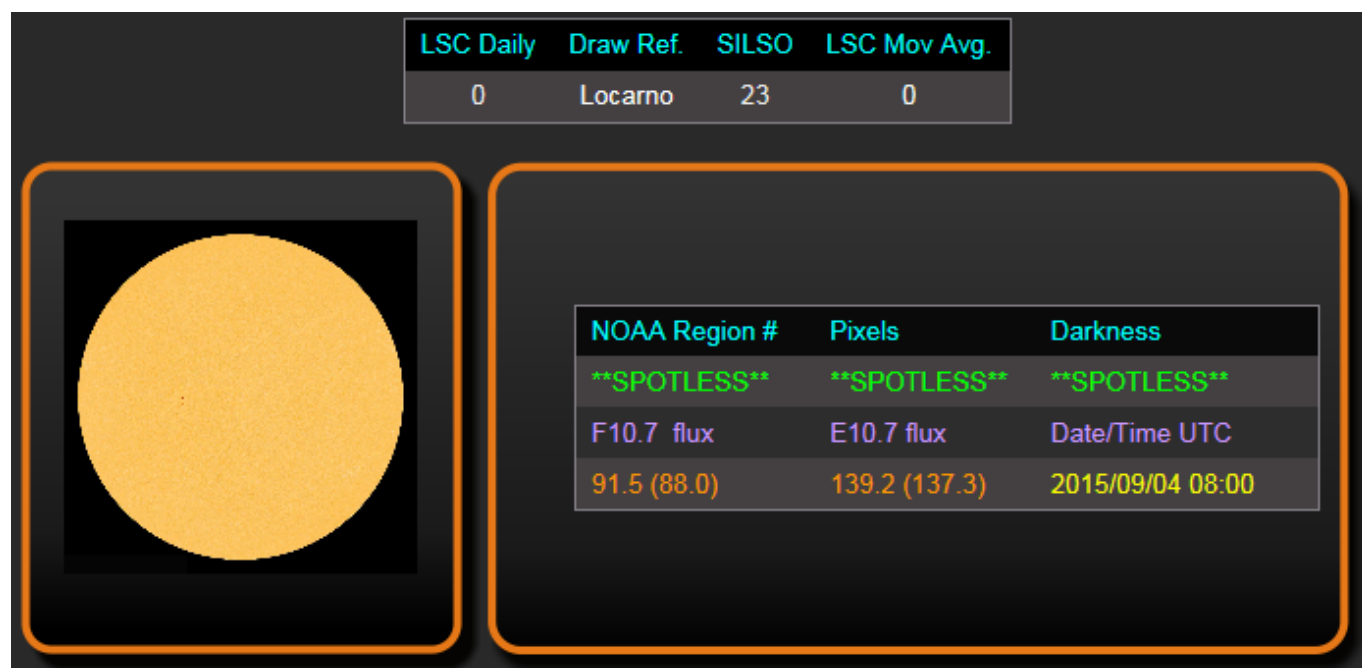 LSC Daily Draw Ref. SILSO LSC Mov Avg.
0 Locarno 23 0
NOAA Region # Pixels Darkness
**SPOTLESS** **SPOTLESS** **SPOTLESS**
F10.7 flux E10.7 flux Date/Time UTC
91.5 (88.0) 139.2 (137.3) 2015/09/04 08:00